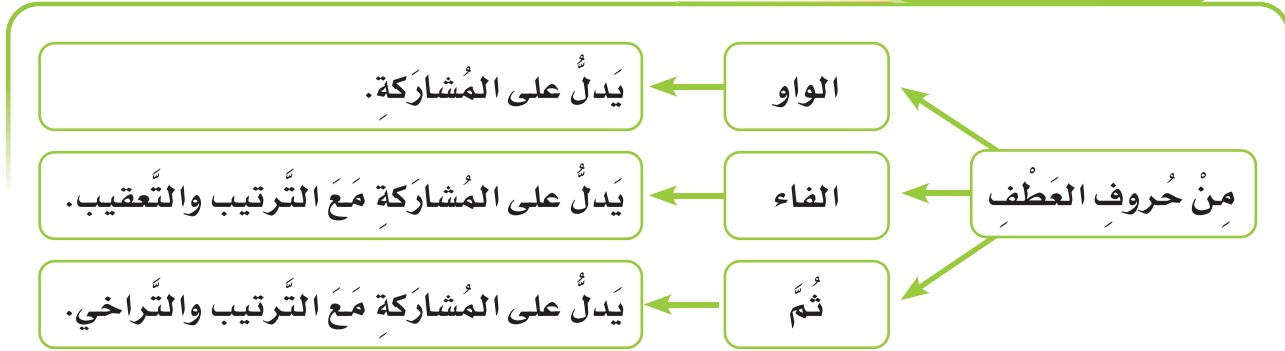 مِنْ حُروفِ العَطْفِ
الواو
يَدلُّ على المُشارَكةِ.
الفاء
يَدلُّ على المُشارَكةِ مَعَ التَّرتيب والتَّعقيب.
ثُمَّ
يَدلُّ على المُشارَكةِ مَعَ التَّرتيب والتَّراخي.